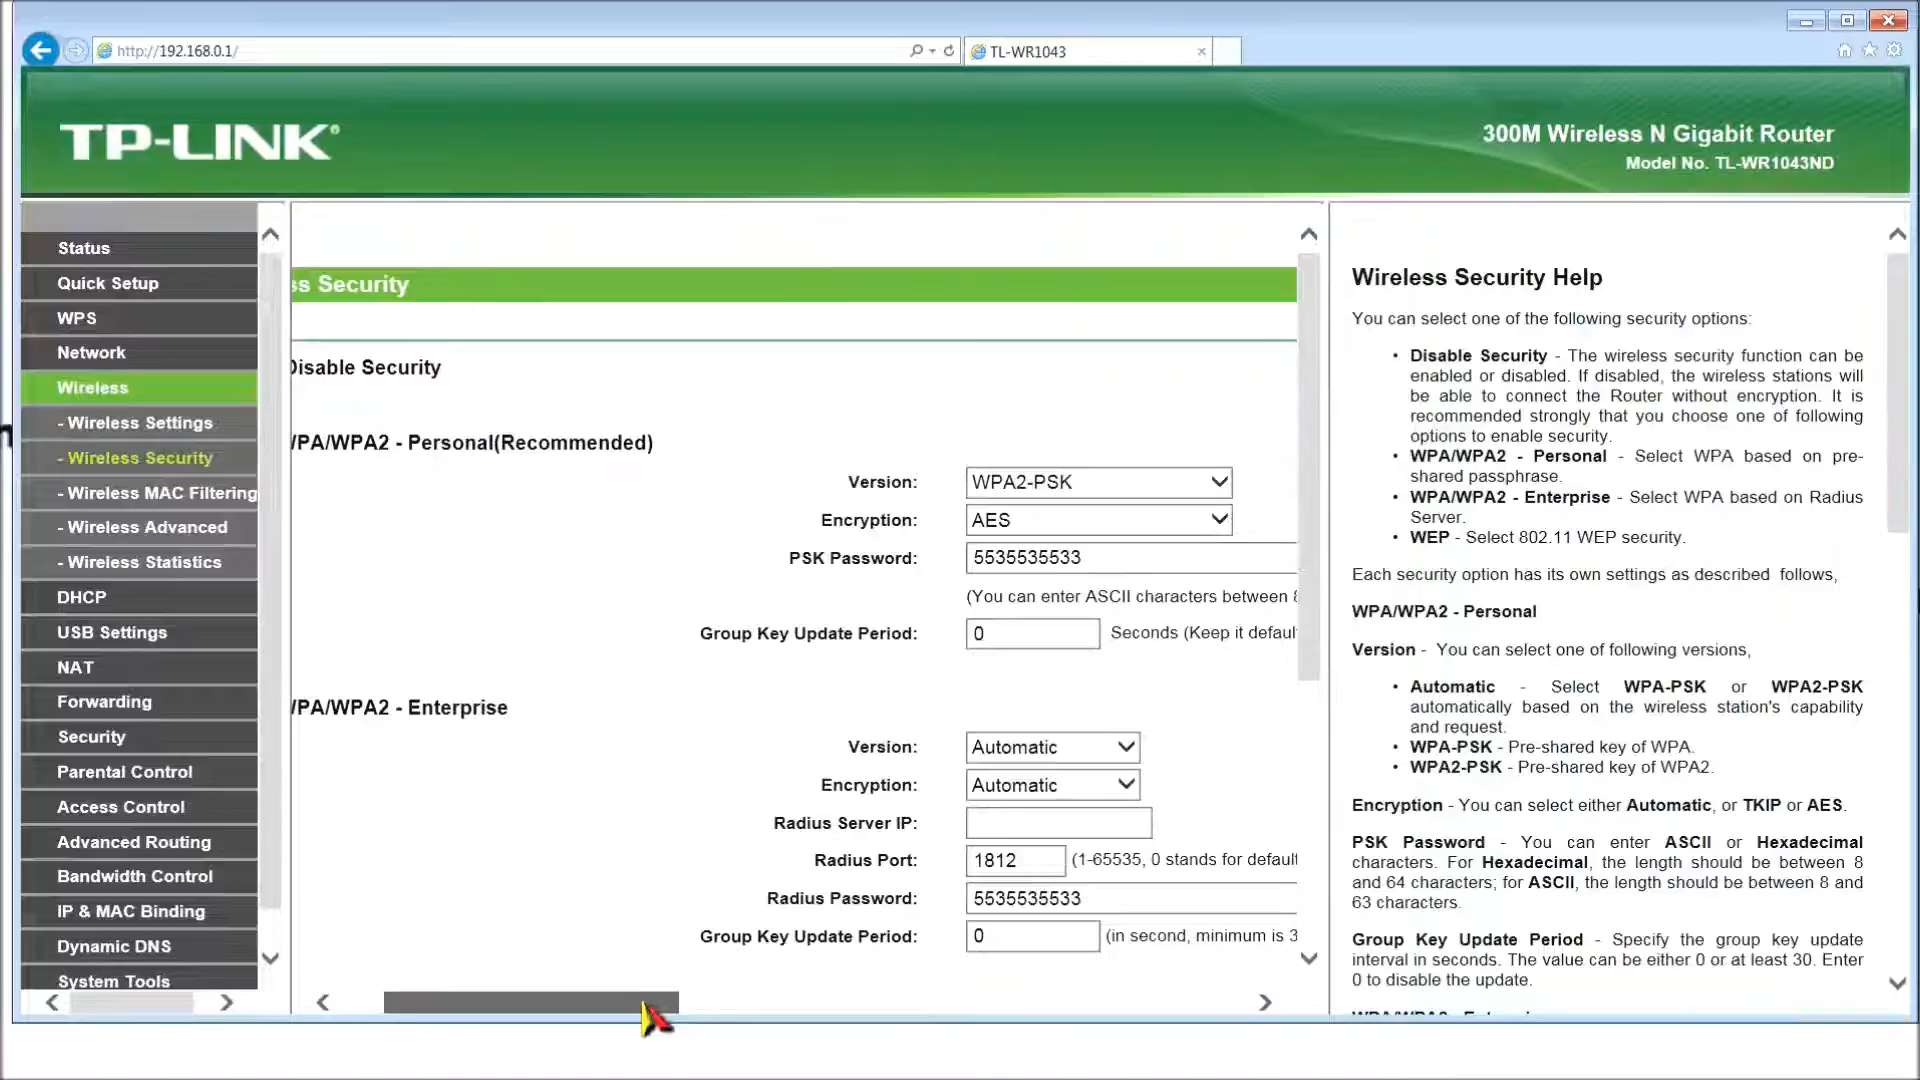 http://192.168.0.1/
TL-WR1043
TP-LINK®
300M Wireless N Gigabit Router
Model No. TL-WR1043ND
Status
Quick Setup
WPS
Network
Wireless
- Wireless Settings
- Wireless Security
- Wireless MAC Filtering
- Wireless Advanced
- Wireless Statistics
DHCP
USB Settings
NAT
Forwarding
Security
Parental Control
Access Control
Advanced Routing
Bandwidth Control
IP & MAC Binding
Dynamic DNS
System Tools
ss Security
Disable Security
/PA/WPA2 - Personal(Recommended)
Version: WPA2-PSK
Encryption: AES
PSK Password: 5535535533
(You can enter ASCII characters between 8
Group Key Update Period: 0 Seconds (Keep it defaul
/PA/WPA2 - Enterprise
Version: Automatic
Encryption: Automatic
Radius Server IP:
Radius Port: 1812 (1-65535, 0 stands for default
Radius Password: 5535535533
Group Key Update Period: 0 (in second, minimum is 3
Wireless Security Help
You can select one of the following security options:
• Disable Security - The wireless security function can be
enabled or disabled. If disabled, the wireless stations will
be able to connect the Router without encryption. It is
recommended strongly that you choose one of following
options to enable security.
• WPA/WPA2 - Personal - Select WPA based on pre-
shared passphrase.
• WPA/WPA2 - Enterprise - Select WPA based on Radius
Server.
• WEP - Select 802.11 WEP security.
Each security option has its own settings as described follows,
WPA/WPA2 - Personal
Version - You can select one of following versions,
• Automatic - Select WPA-PSK or WPA2-PSK
automatically based on the wireless station's capability
and request.
• WPA-PSK - Pre-shared key of WPA.
• WPA2-PSK - Pre-shared key of WPA2.
Encryption - You can select either Automatic, or TKIP or AES.
PSK Password - You can enter ASCII or Hexadecimal
characters. For Hexadecimal, the length should be between 8
and 64 characters; for ASCII, the length should be between 8 and
63 characters.
Group Key Update Period - Specify the group key update
interval in seconds. The value can be either 0 or at least 30. Enter
0 to disable the update.